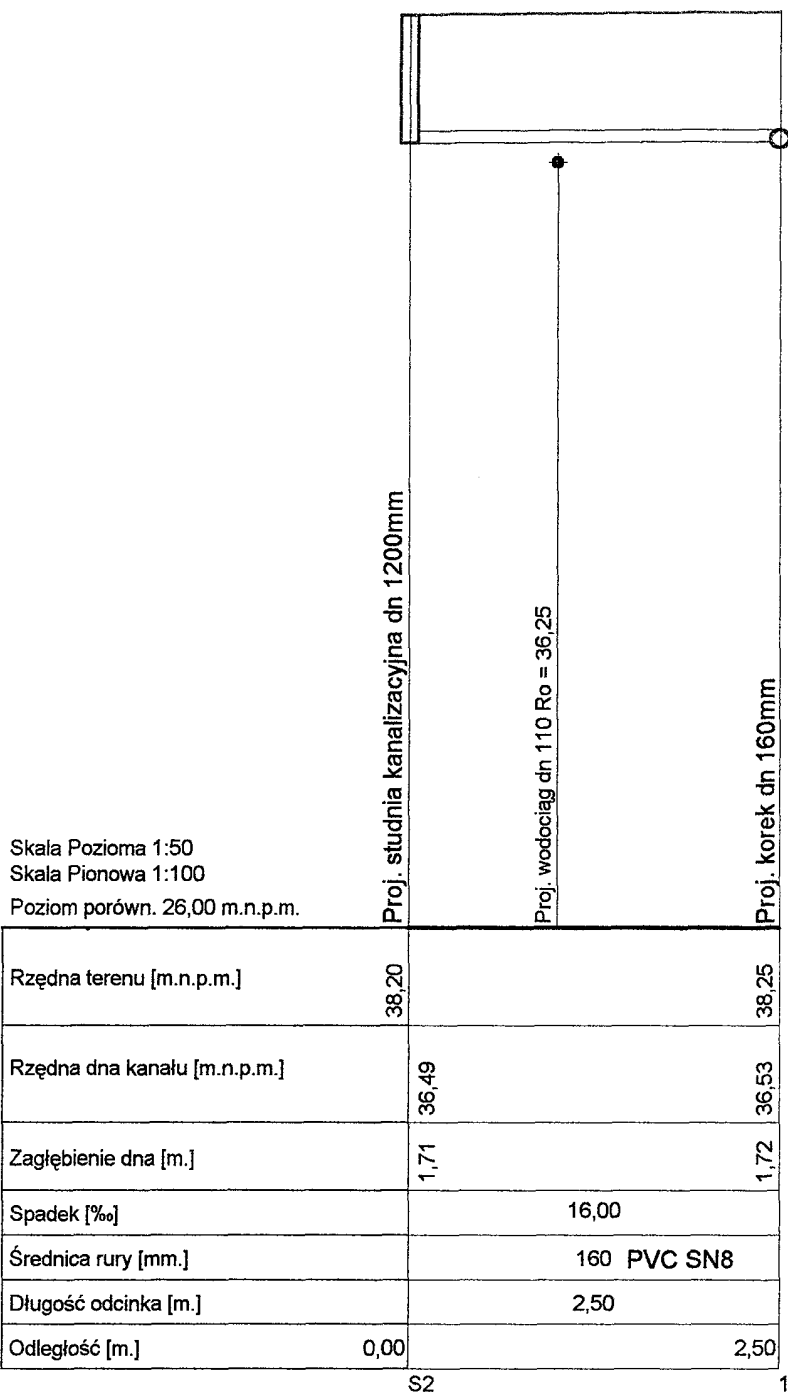 Proj. studnia kanalizacyjna dn 1200mm
Proj. wodociąg dn 110 Ro = 36,25
Proj. korek dn 160mm
Skala Pozioma 1:50
Skala Pionowa 1:100
Poziom porówn. 26,00 m.n.p.m.
Rzędna terenu [m.n.p.m.] 38,20 38,25
Rzędna dna kanału [m.n.p.m.] 36,49 36,53
Zagłębienie dna [m.] 1,71 1,72
Spadek [‰] 16,00
Średnica rury [mm.] 160 PVC SN8
Długość odcinka [m.] 2,50
Odległość [m.] 0,00 2,50
S2 1